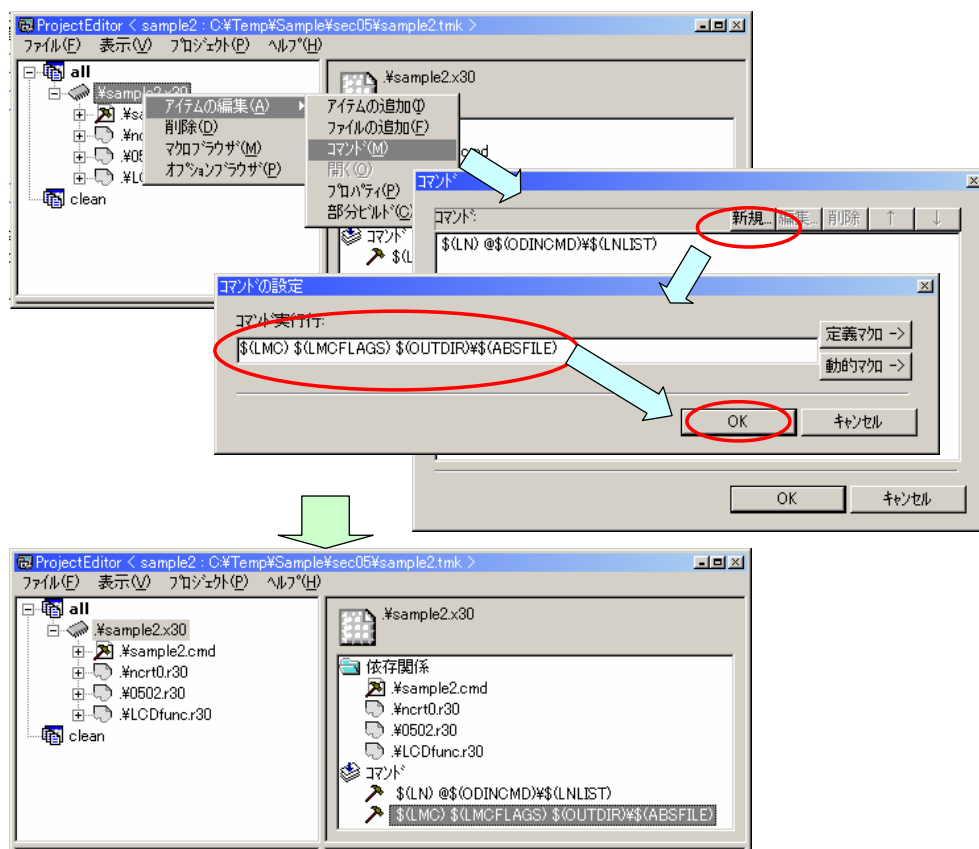 ProjectEditor < sample2 : C:¥Temp¥Sample¥sec05¥sample2.tmk >
ファイル(F) 表示(V) プロジェクト(P) ヘルプ(H)
all
.¥sample2.x30
.¥sa
.¥nc
.¥05
.¥LC
clean
アイテムの編集(A)
削除(D)
マクロブラウザ(M)
オプションブラウザ(P)
アイテムの追加(I)
ファイルの追加(F)
コマンド(M)
開く(O)
プロパティ(P)
部分ビルド(C)
.¥sample2.x30
cmd
コマンド
$(L
コマンド
コマンド:
新規... 編集... 削除 ↑ ↓
$(LN) @$(ODINCMD)¥$(LNLIST)
コマンドの設定
コマンド実行行:
$(LMC) $(LMCFLAGS) $(OUTDIR)¥$(ABSFILE)
定義マクロ ->
動的マクロ ->
OK キャンセル
OK キャンセル
ProjectEditor < sample2 : C:¥Temp¥Sample¥sec05¥sample2.tmk >
ファイル(F) 表示(V) プロジェクト(P) ヘルプ(H)
all
.¥sample2.x30
.¥sample2.cmd
.¥ncrt0.r30
.¥0502.r30
.¥LCDfunc.r30
clean
.¥sample2.x30
依存関係
.¥sample2.cmd
.¥ncrt0.r30
.¥0502.r30
.¥LCDfunc.r30
コマンド
$(LN) @$(ODINCMD)¥$(LNLIST)
$(LMC) $(LMCFLAGS) $(OUTDIR)¥$(ABSFILE)